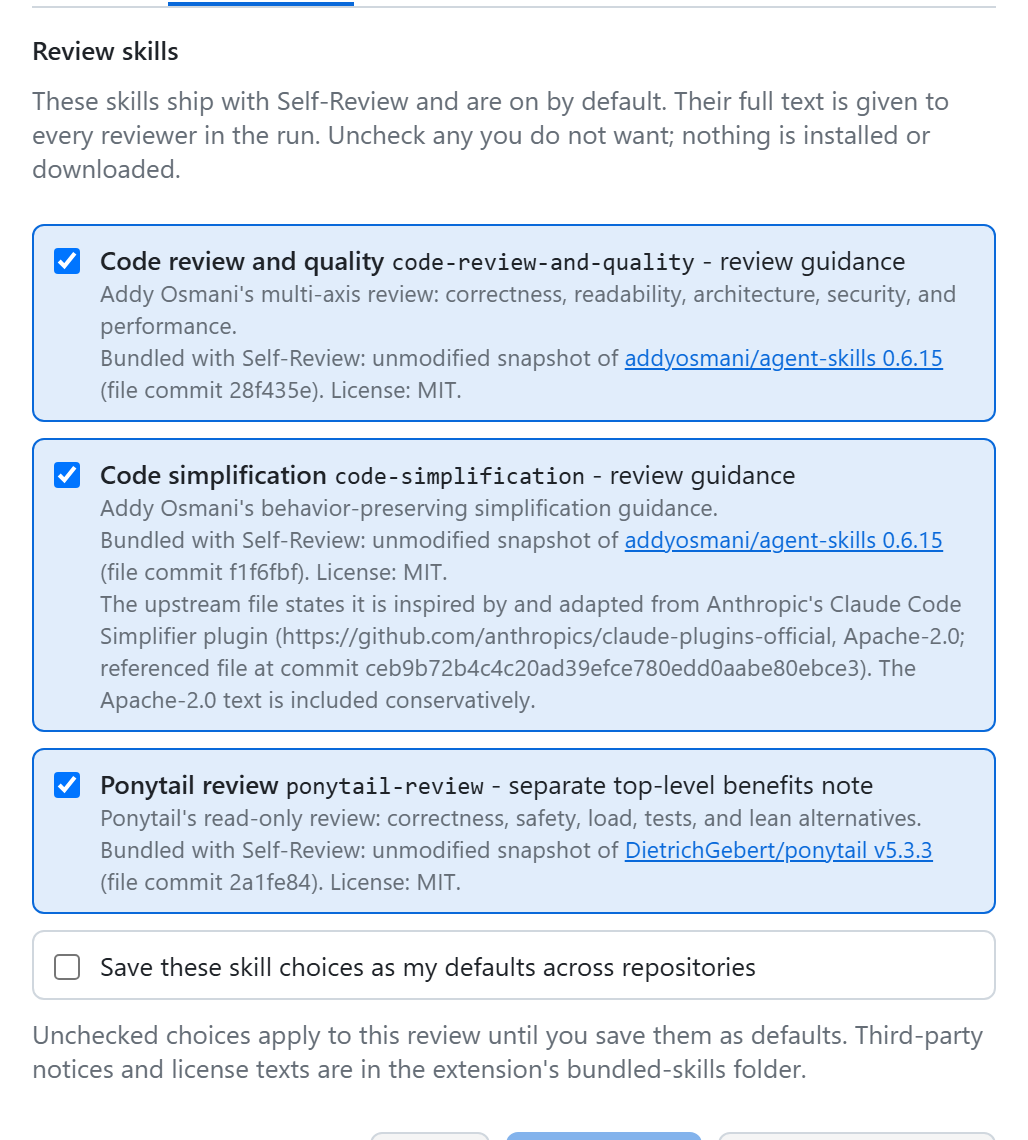 Review skills
These skills ship with Self-Review and are on by default. Their full text is given to
every reviewer in the run. Uncheck any you do not want; nothing is installed or
downloaded.
Code review and quality code-review-and-quality - review guidance
Addy Osmani's multi-axis review: correctness, readability, architecture, security, and
performance.
Bundled with Self-Review: unmodified snapshot of addyosmani/agent-skills 0.6.15
(file commit 28f435e). License: MIT.
Code simplification code-simplification - review guidance
Addy Osmani's behavior-preserving simplification guidance.
Bundled with Self-Review: unmodified snapshot of addyosmani/agent-skills 0.6.15
(file commit f1f6fbf). License: MIT.
The upstream file states it is inspired by and adapted from Anthropic's Claude Code
Simplifier plugin (https://github.com/anthropics/claude-plugins-official, Apache-2.0;
referenced file at commit ceb9b72b4c4c20ad39efce780edd0aabe80ebce3). The
Apache-2.0 text is included conservatively.
Ponytail review ponytail-review - separate top-level benefits note
Ponytail's read-only review: correctness, safety, load, tests, and lean alternatives.
Bundled with Self-Review: unmodified snapshot of DietrichGebert/ponytail v5.3.3
(file commit 2a1fe84). License: MIT.
Save these skill choices as my defaults across repositories
Unchecked choices apply to this review until you save them as defaults. Third-party
notices and license texts are in the extension's bundled-skills folder.